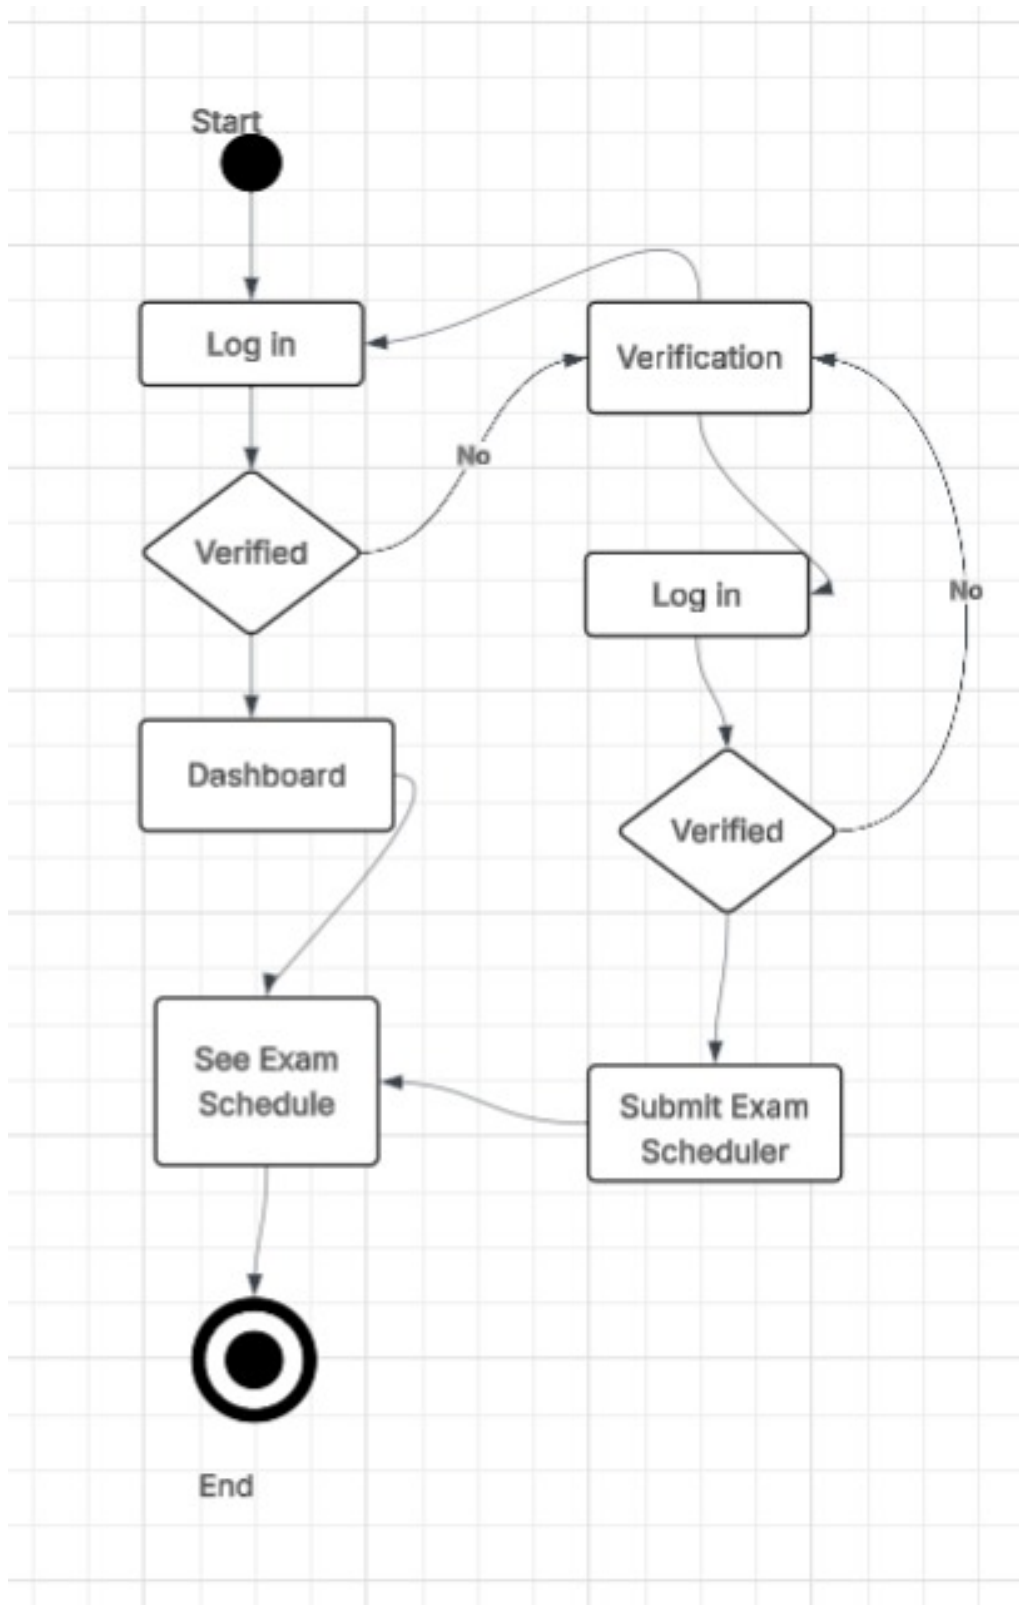 Start
Log in
Verification
No
Verified
Log in
No
Dashboard
Verified
See Exam
Schedule
Submit Exam
Scheduler
End